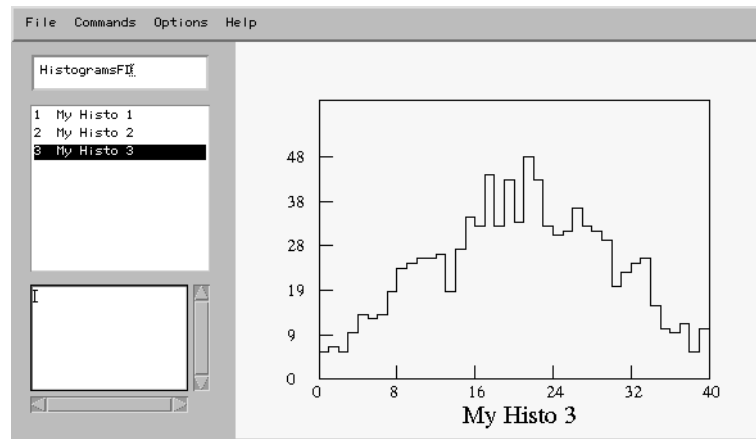 File Commands Options Help
HistogramsFI
1 My Histo 1
2 My Histo 2
3 My Histo 3
48
38
28
19
9
0
0 8 16 24 32 40
My Histo 3